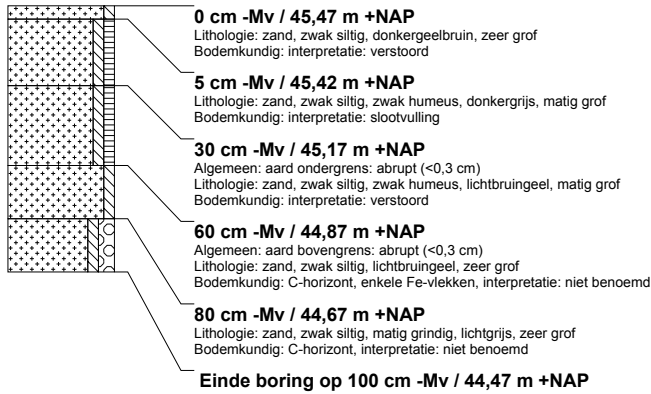 0 cm -Mv / 45,47 m +NAP
Lithologie: zand, zwak siltig, donkergeelbruin, zeer grof
Bodemkundig: interpretatie: verstoord
5 cm -Mv / 45,42 m +NAP
Lithologie: zand, zwak siltig, zwak humeus, donkergrijs, matig grof
Bodemkundig: interpretatie: slootvulling
30 cm -Mv / 45,17 m +NAP
Algemeen: aard ondergrens: abrupt (<0,3 cm)
Lithologie: zand, zwak siltig, zwak humeus, lichtbruingeel, matig grof
Bodemkundig: interpretatie: verstoord
60 cm -Mv / 44,87 m +NAP
Algemeen: aard bovengrens: abrupt (<0,3 cm)
Lithologie: zand, zwak siltig, lichtbruingeel, zeer grof
Bodemkundig: C-horizont, enkele Fe-vlekken, interpretatie: niet benoemd
80 cm -Mv / 44,67 m +NAP
Lithologie: zand, zwak siltig, matig grindig, lichtgrijs, zeer grof
Bodemkundig: C-horizont, interpretatie: niet benoemd
Einde boring op 100 cm -Mv / 44,47 m +NAP